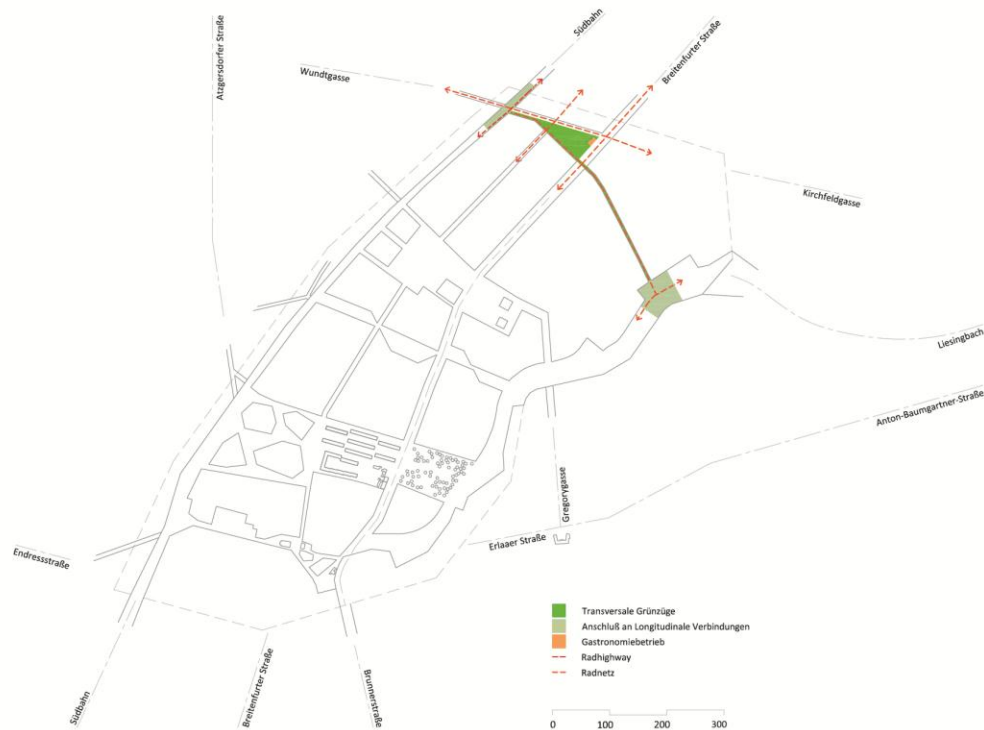 Atzgersdorfer Straße
Südbahn
Breitenfurter Straße
Wundtgasse
Kirchfeldgasse
Liesingbach
Anton-Baumgartner-Straße
Gregorygasse
Erlaaer Straße
Endressstraße
Südbahn
Breitenfurter Straße
Brunnerstraße
Transversale Grünzüge
Anschluß an Longitudinale Verbindungen
Gastronomiebetrieb
Radhighway
Radnetz
0 100 200 300